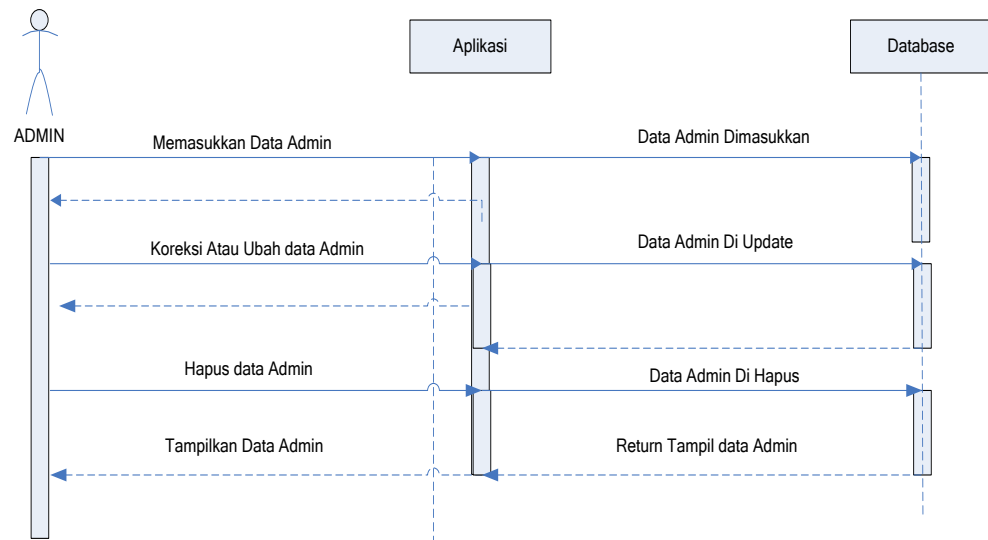 Aplikasi
Database
ADMIN
Memasukkan Data Admin
Data Admin Dimasukkan
Koreksi Atau Ubah data Admin
Data Admin Di Update
Hapus data Admin
Data Admin Di Hapus
Tampilkan Data Admin
Return Tampil data Admin